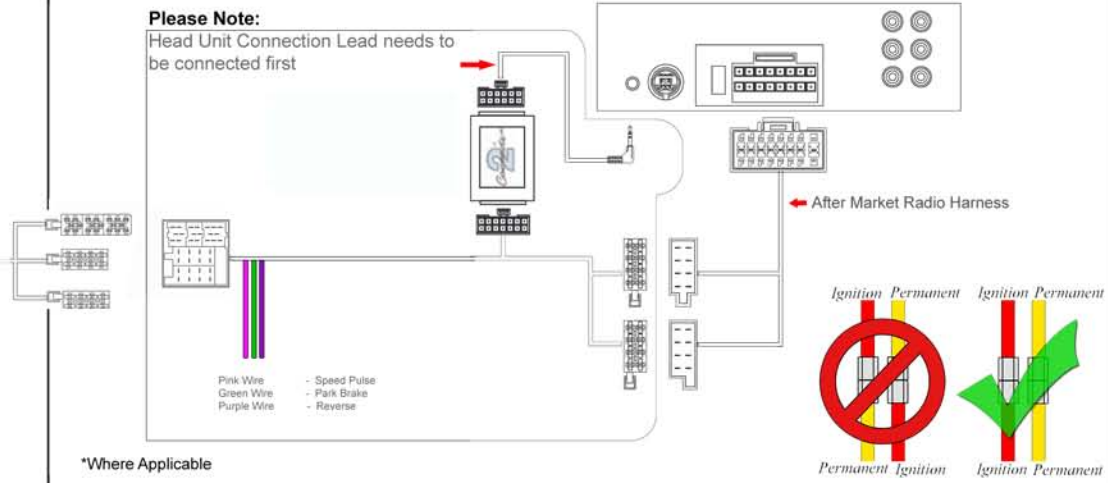 Please Note:
Head Unit Connection Lead needs to
be connected first
After Market Radio Harness
Pink Wire - Speed Pulse
Green Wire - Park Brake
Purple Wire - Reverse
Ignition Permanent Ignition Permanent
Permanent Ignition Ignition Permanent
*Where Applicable